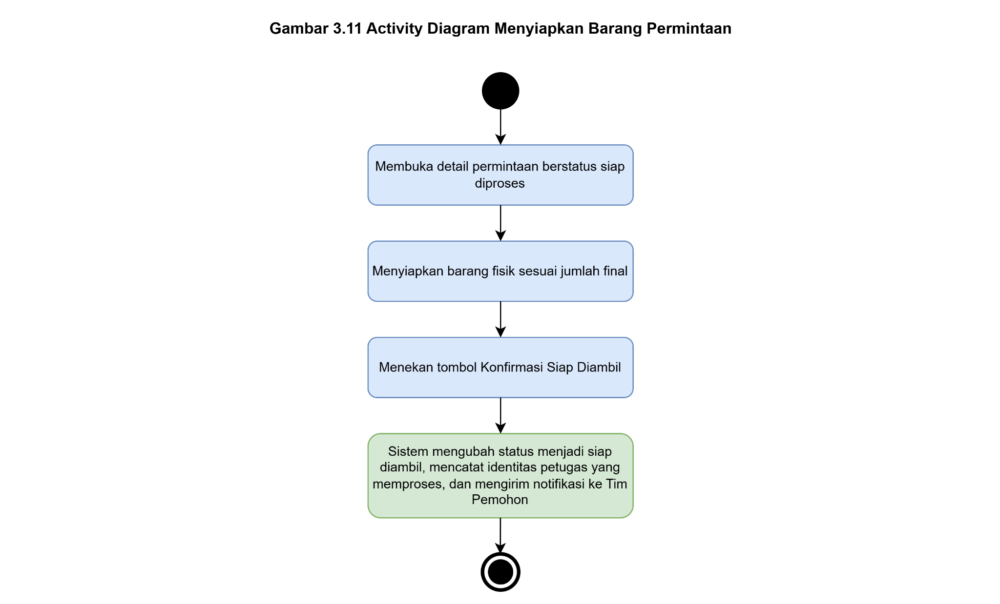 Gambar 3.11 Activity Diagram Menyiapkan Barang Permintaan
Membuka detail permintaan berstatus siap
diproses
Menyiapkan barang fisik sesuai jumlah final
Menekan tombol Konfirmasi Siap Diambil
Sistem mengubah status menjadi siap
diambil, mencatat identitas petugas yang
memproses, dan mengirim notifikasi ke Tim
Pemohon